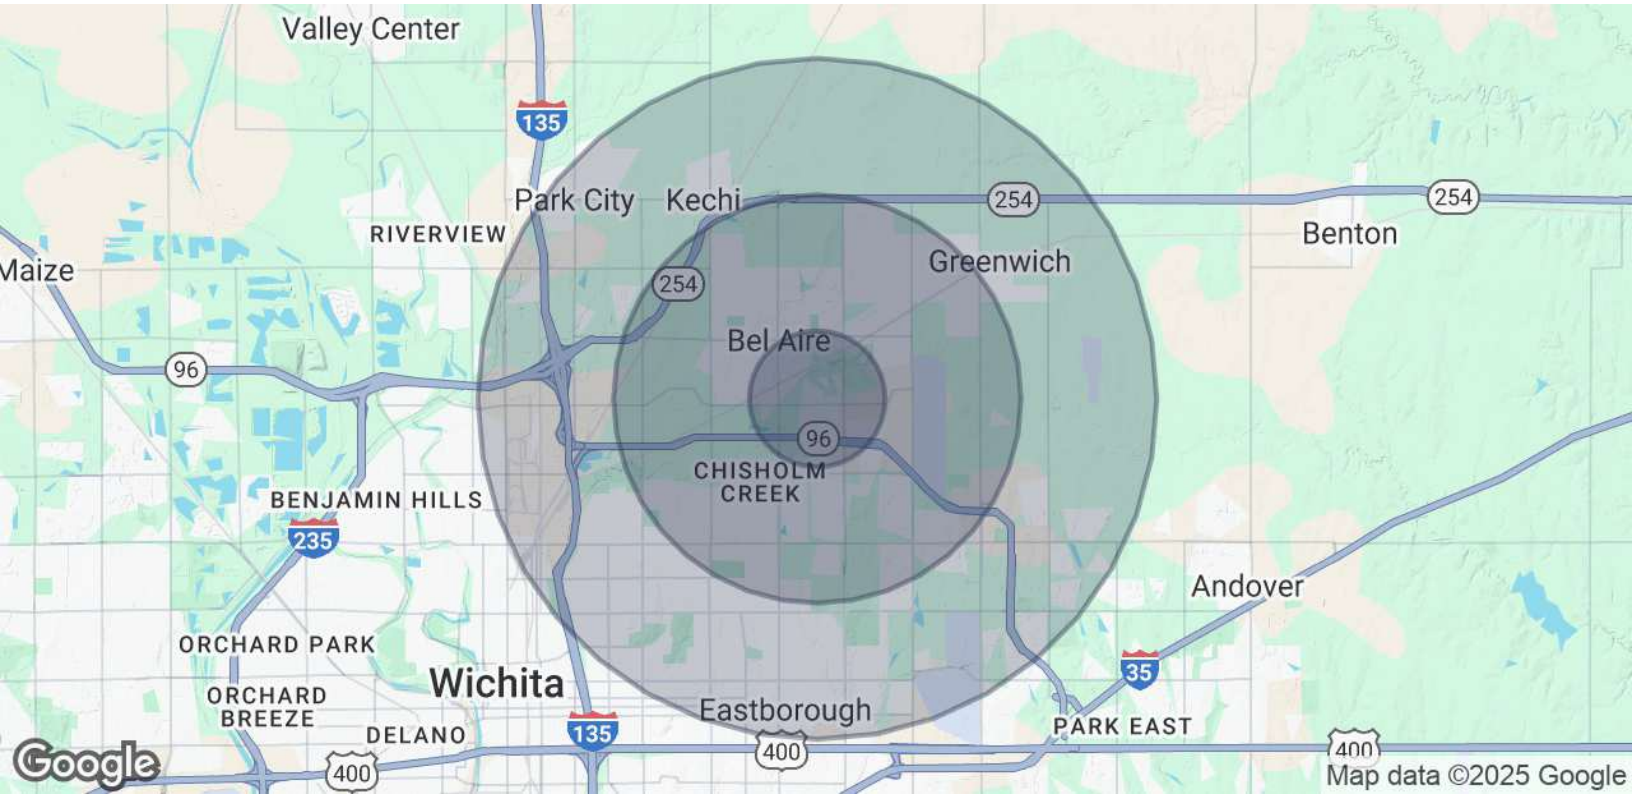 Valley Center
135
Park City
Kechi
254
254
RIVERVIEW
Benton
Maize
Greenwich
254
Bel Aire
96
96
CHISHOLM
CREEK
BENJAMIN HILLS
235
Andover
ORCHARD PARK
35
Wichita
ORCHARD
BREEZE
Eastborough
PARK EAST
DELANO
135
400
400
Google
400
Map data ©2025 Google